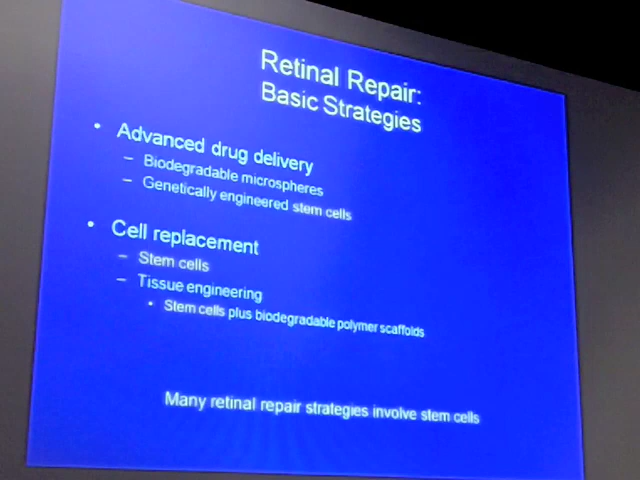 Retinal Repair:
Basic Strategies
• Advanced drug delivery
– Biodegradable microspheres
– Genetically engineered stem cells
• Cell replacement
– Stem cells
– Tissue engineering
• Stem cells plus biodegradable polymer scaffolds
Many retinal repair strategies involve stem cells